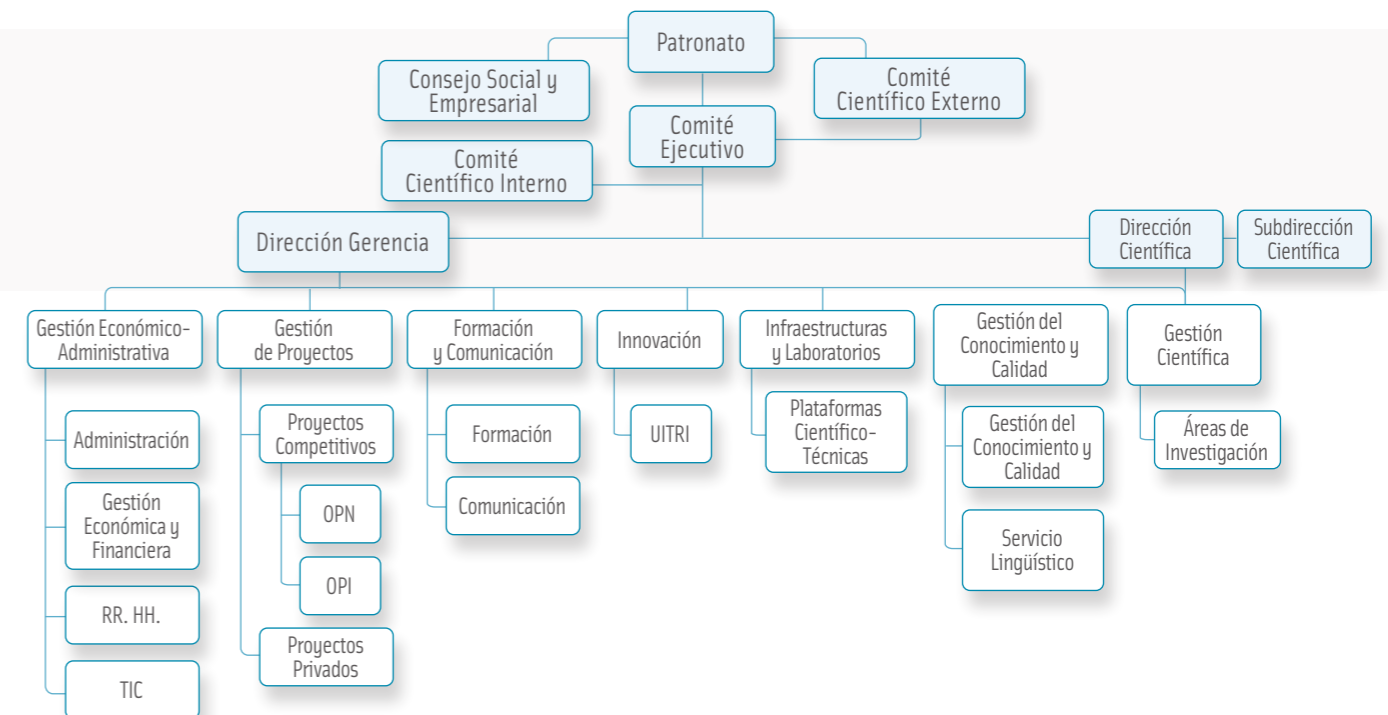 Patronato
Consejo Social y
Empresarial
Comité
Científico Externo
Comité
Ejecutivo
Comité
Científico Interno
Dirección Gerencia
Dirección
Científica
Subdirección
Científica
Gestión Económico-
Administrativa
Gestión
de Proyectos
Formación
y Comunicación
Innovación
Infraestructuras
y Laboratorios
Gestión del
Conocimiento y
Calidad
Gestión
Científica
Administración
Gestión
Económica y
Financiera
RR. HH.
TIC
Proyectos
Competitivos
OPN
OPI
Proyectos
Privados
Formación
Comunicación
UITRI
Plataformas
Científico-
Técnicas
Gestión del
Conocimiento y
Calidad
Servicio
Lingüístico
Áreas de
Investigación